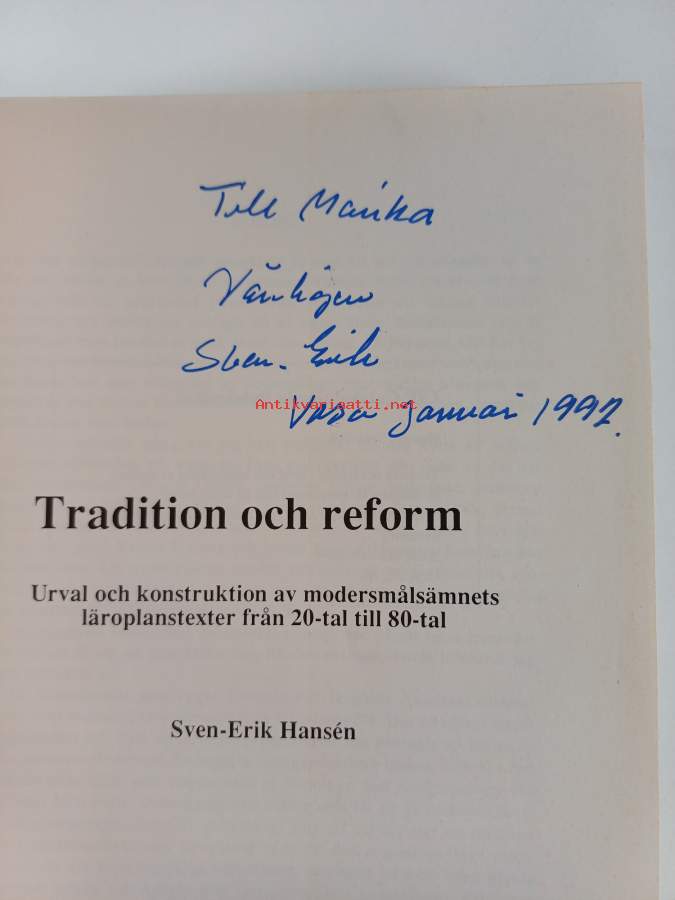 Till Marika
Vänligen
Sven-Erik
Antikvariaatti.net
Vasa januari 1992.
Tradition och reform
Urval och konstruktion av modersmålsämnets
läroplanstexter från 20-tal till 80-tal
Sven-Erik Hansén